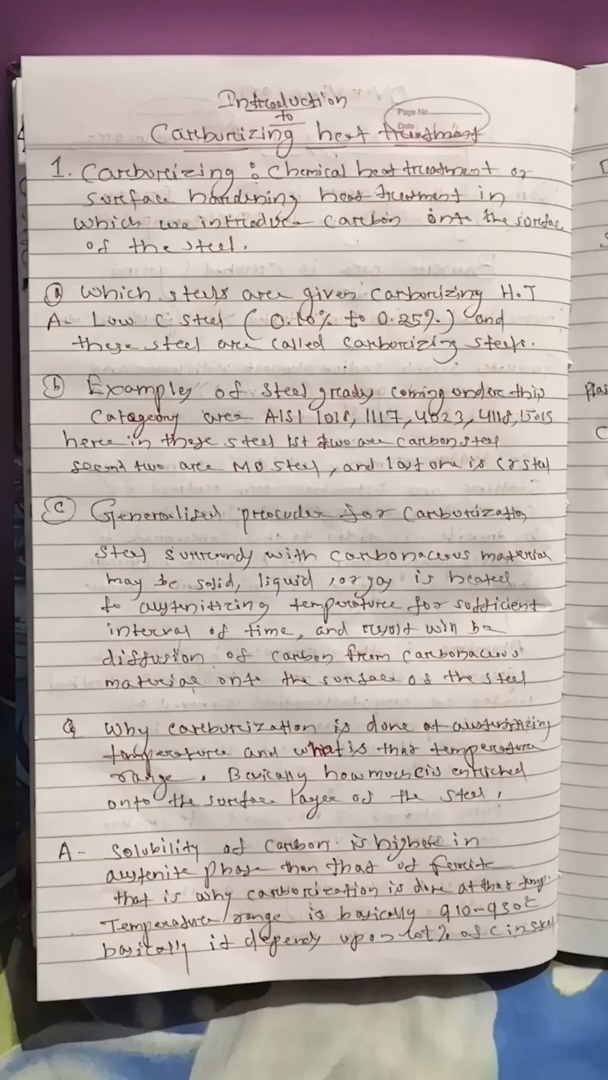 Introduction
to
Page No.
Date
Carburizing heat treatment
1. Carburizing : Chemical heat treatment or
surface hardening heat treatment in
which we introduce carbon onto the surface
of the steel.
(a) Which steels are given carburizing H.T
A- Low C steel (0.10% to 0.25%) and
these steel are called carburizing steels.
(b) Examples of steel grades coming under this
Catageory are AISI 1018, 1117, 4023, 4118, 5015
here in these steel 1st two are carbon steel
second two are Mo steel, and last one is Cr steel
(c) Generalised procuder for Carburization
Steel surrounds with carbonaceous material
may be solid, liquid, or gas is heated
to austenitizing temperature for sufficient
interval of time, and result will be
diffusion of carbon from carbonaceous
material onto the surface of the steel
Q Why carburization is done at austenitizing
temperature and what is that temperature
range. Basically how much c is enriched
onto the surface layer of the steel,
A- Solubility of carbon is higher in
austenite phase than that of ferrite
that is why carburization is done at that temp.
Temperature range is basically 910-930°C
basically it depends upon wt% of C in steel